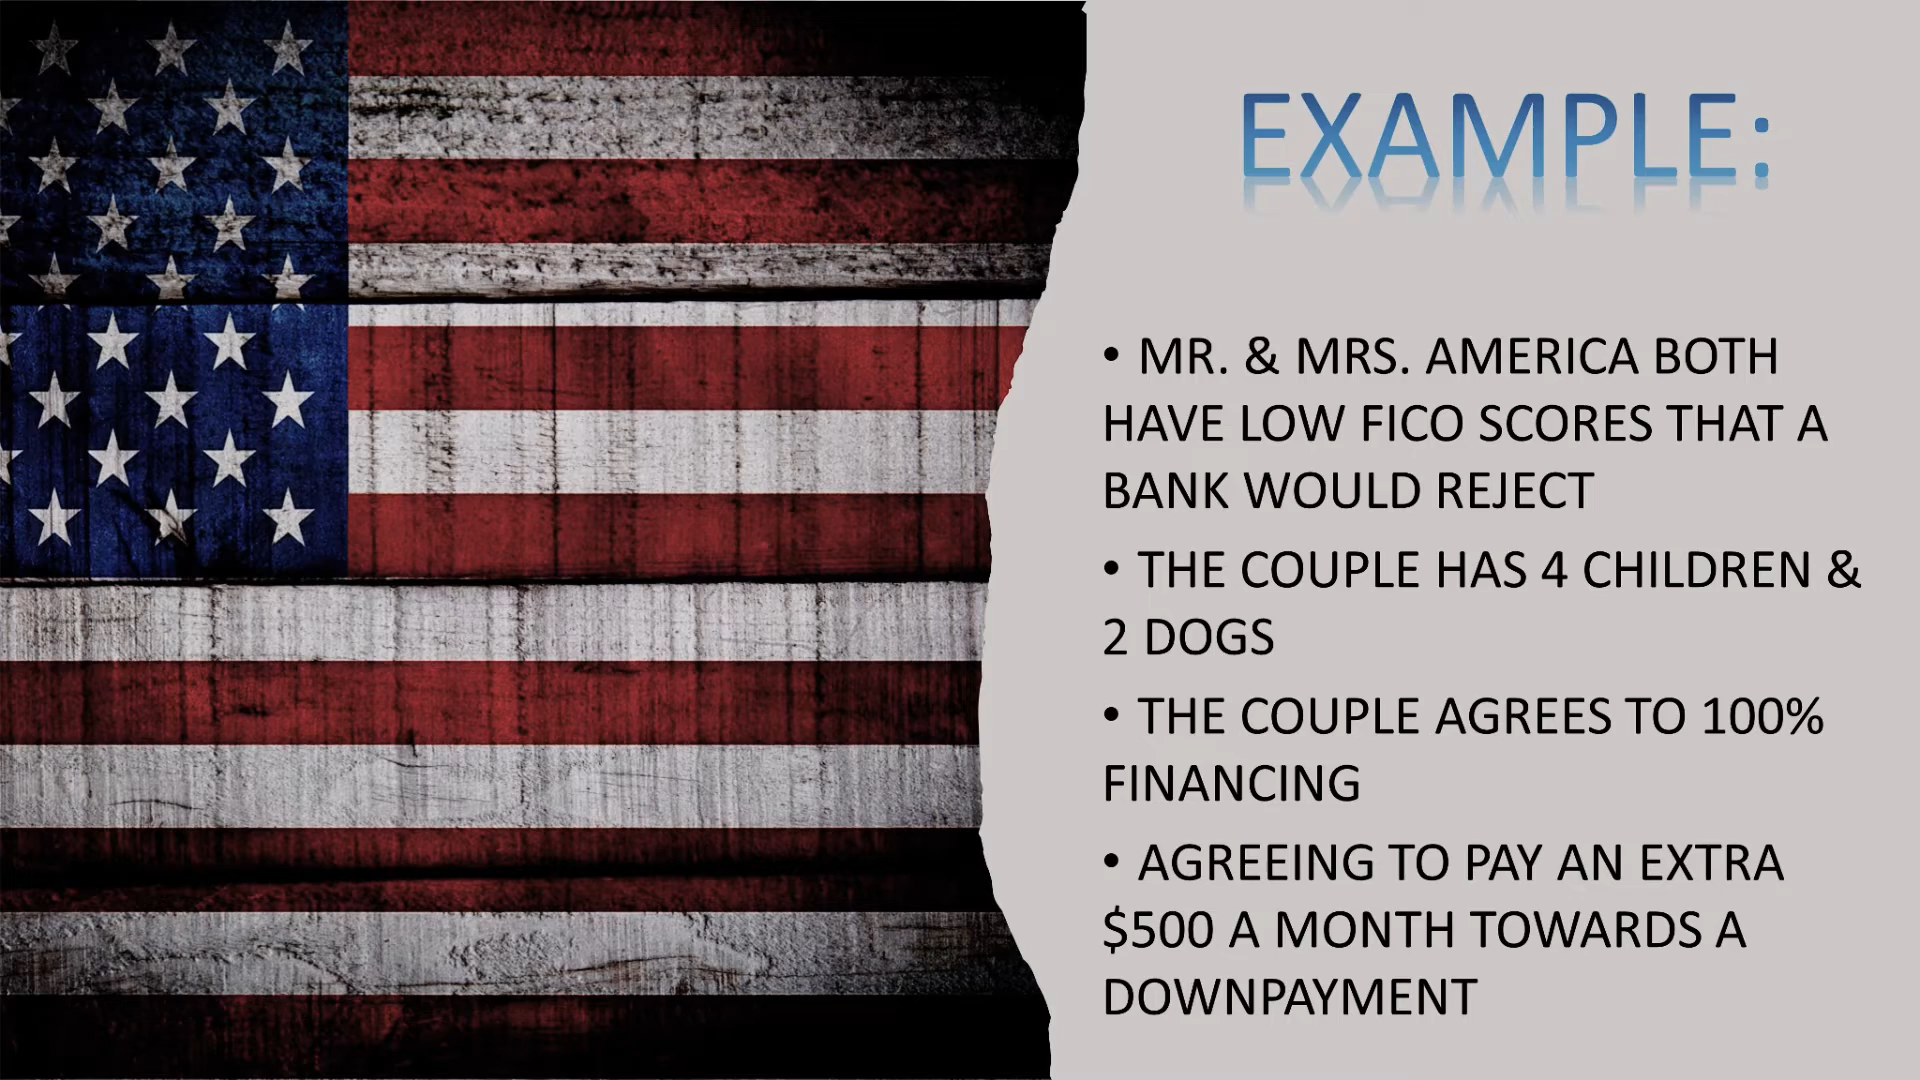 EXAMPLE:
• MR. & MRS. AMERICA BOTH
HAVE LOW FICO SCORES THAT A
BANK WOULD REJECT
• THE COUPLE HAS 4 CHILDREN &
2 DOGS
• THE COUPLE AGREES TO 100%
FINANCING
• AGREEING TO PAY AN EXTRA
$500 A MONTH TOWARDS A
DOWNPAYMENT